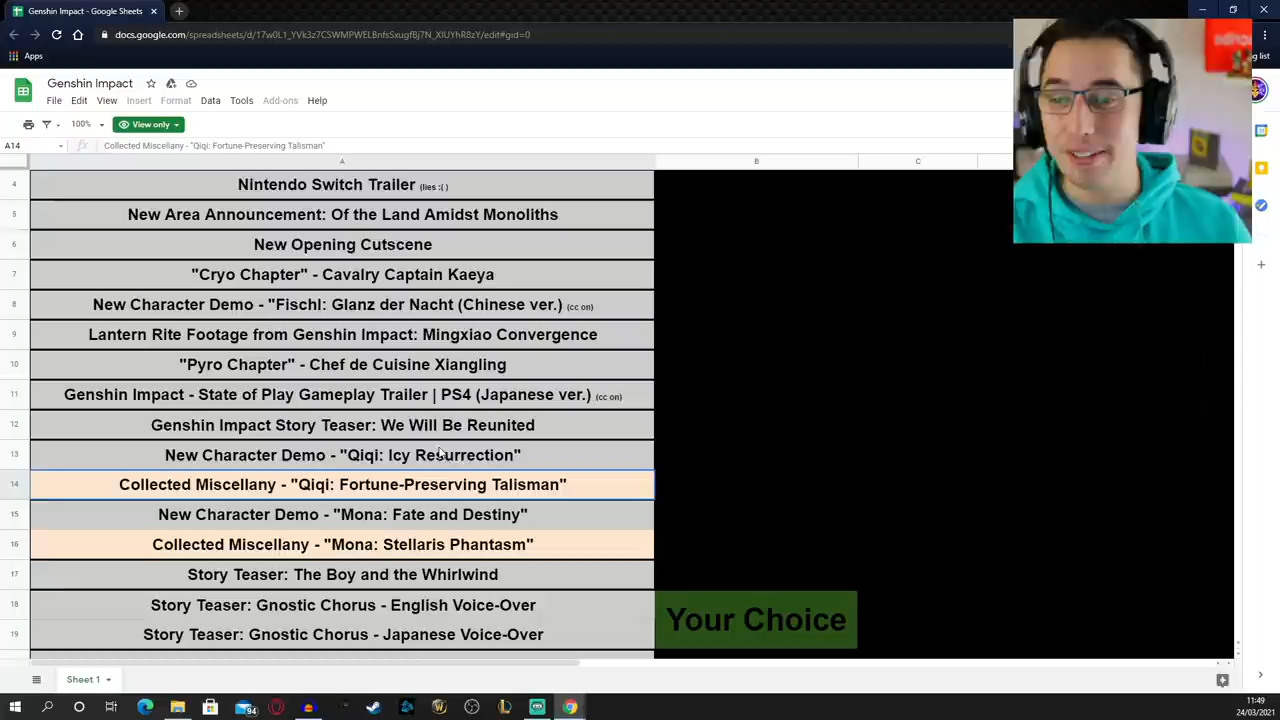 Genshin Impact - Google Sheets
docs.google.com/spreadsheets/d/17w0L1_YVk3z7CSWMPWELBnfsSxugfBj7N_XlUYhR8zY/edit#gid=0
Apps
Genshin Impact
File Edit View Insert Format Data Tools Add-ons Help
100% View only
A14 fx Collected Miscellany - "Qiqi: Fortune-Preserving Talisman"
A B C
4 Nintendo Switch Trailer (lies :( )
5 New Area Announcement: Of the Land Amidst Monoliths
6 New Opening Cutscene
7 "Cryo Chapter" - Cavalry Captain Kaeya
8 New Character Demo - "Fischl: Glanz der Nacht (Chinese ver.) (cc on)
9 Lantern Rite Footage from Genshin Impact: Mingxiao Convergence
10 "Pyro Chapter" - Chef de Cuisine Xiangling
11 Genshin Impact - State of Play Gameplay Trailer | PS4 (Japanese ver.) (cc on)
12 Genshin Impact Story Teaser: We Will Be Reunited
13 New Character Demo - "Qiqi: Icy Resurrection"
14 Collected Miscellany - "Qiqi: Fortune-Preserving Talisman"
15 New Character Demo - "Mona: Fate and Destiny"
16 Collected Miscellany - "Mona: Stellaris Phantasm"
17 Story Teaser: The Boy and the Whirlwind
18 Story Teaser: Gnostic Chorus - English Voice-Over
19 Story Teaser: Gnostic Chorus - Japanese Voice-Over
Your Choice
Sheet 1
94
11:49
24/03/2021